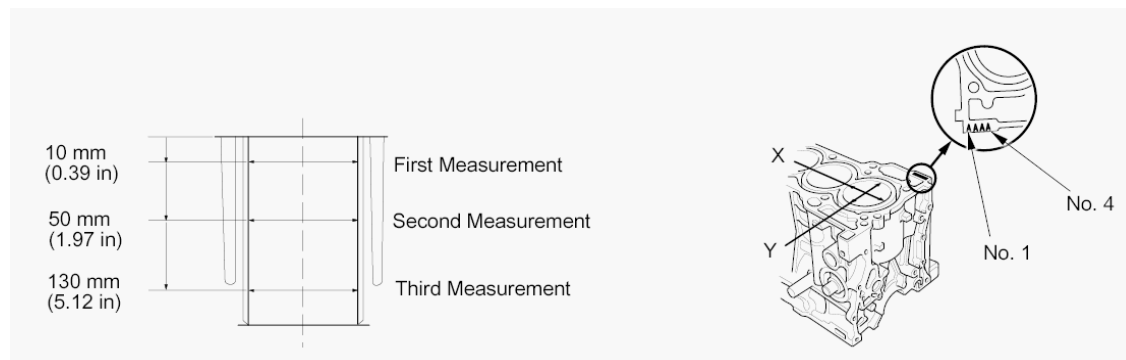 10 mm
(0.39 in)
First Measurement
50 mm
(1.97 in)
Second Measurement
130 mm
(5.12 in)
Third Measurement
X
Y
AAAA
No. 4
No. 1